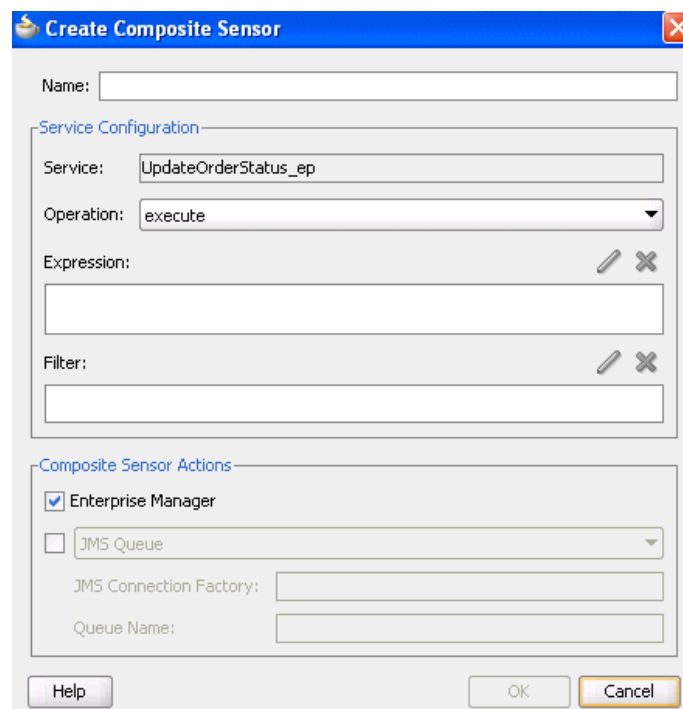 Create Composite Sensor
Name:
Service Configuration
Service: UpdateOrderStatus_ep
Operation: execute
Expression:
Filter:
Composite Sensor Actions
Enterprise Manager
JMS Queue
JMS Connection Factory:
Queue Name:
Help OK Cancel